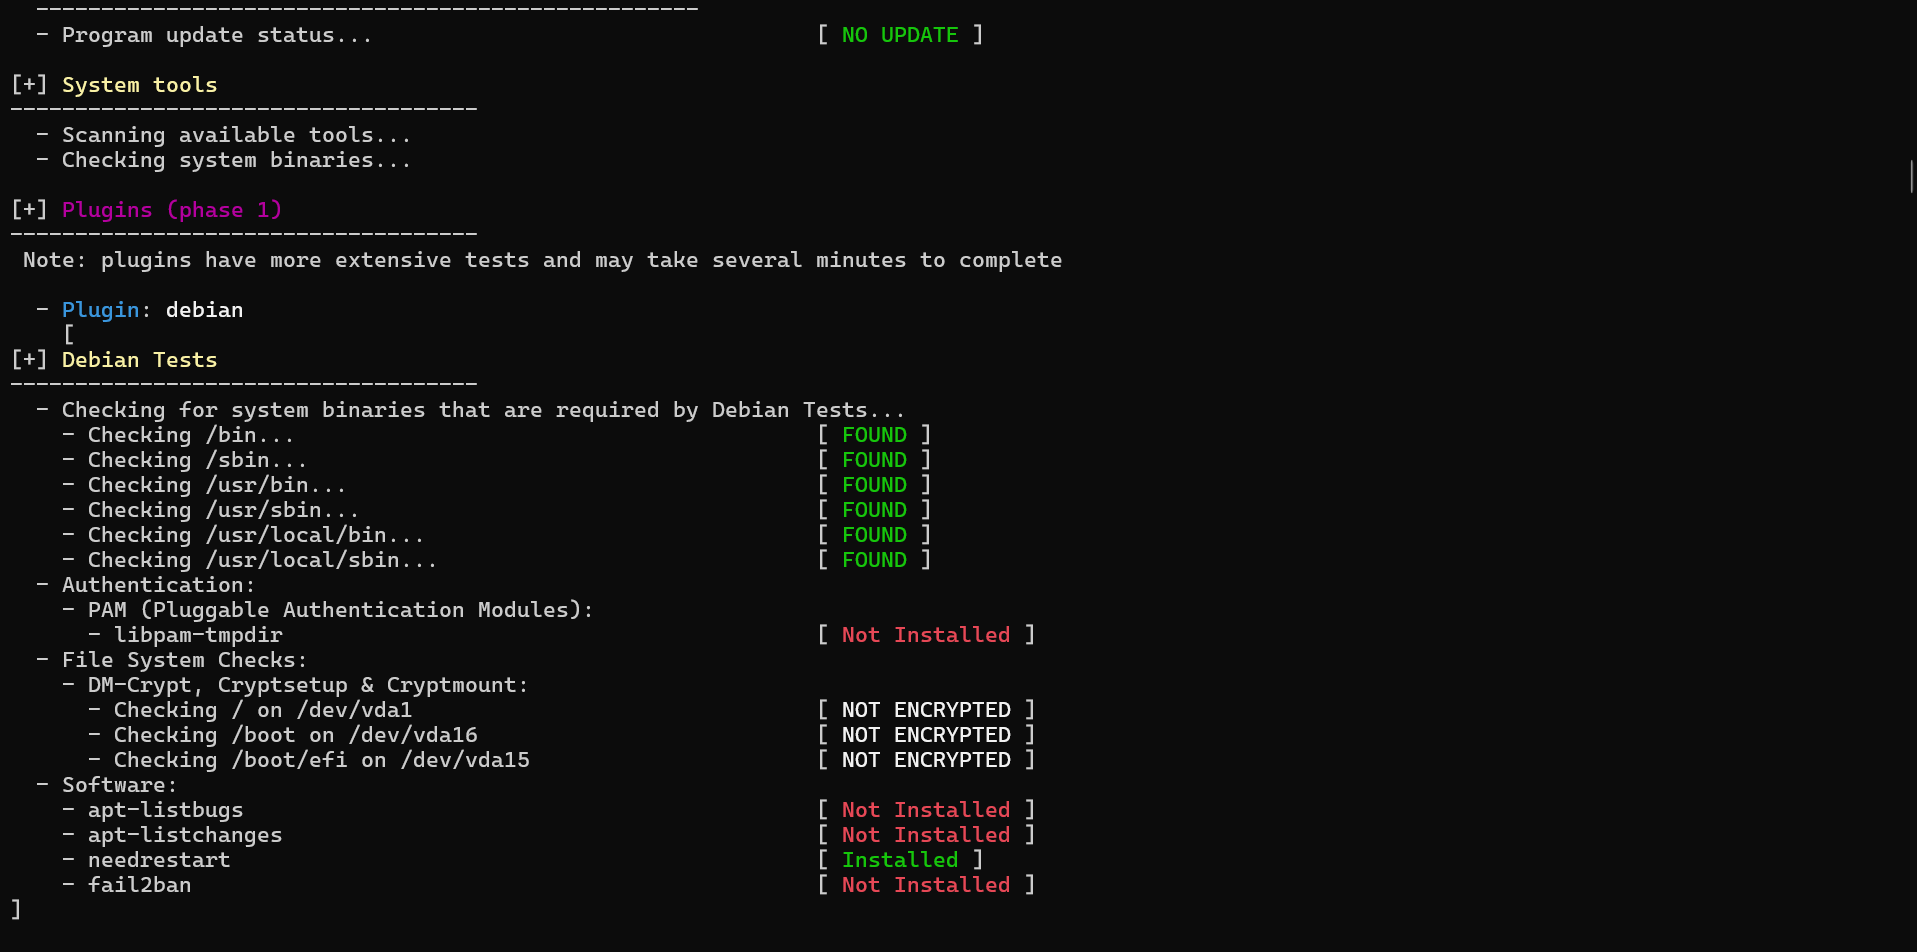 ---------------------------------------------------
- Program update status... [ NO UPDATE ]
[+] System tools
------------------------------------
- Scanning available tools...
- Checking system binaries...
[+] Plugins (phase 1)
------------------------------------
Note: plugins have more extensive tests and may take several minutes to complete
- Plugin: debian
[
[+] Debian Tests
------------------------------------
- Checking for system binaries that are required by Debian Tests...
- Checking /bin... [ FOUND ]
- Checking /sbin... [ FOUND ]
- Checking /usr/bin... [ FOUND ]
- Checking /usr/sbin... [ FOUND ]
- Checking /usr/local/bin... [ FOUND ]
- Checking /usr/local/sbin... [ FOUND ]
- Authentication:
- PAM (Pluggable Authentication Modules):
- libpam-tmpdir [ Not Installed ]
- File System Checks:
- DM-Crypt, Cryptsetup & Cryptmount:
- Checking / on /dev/vda1 [ NOT ENCRYPTED ]
- Checking /boot on /dev/vda16 [ NOT ENCRYPTED ]
- Checking /boot/efi on /dev/vda15 [ NOT ENCRYPTED ]
- Software:
- apt-listbugs [ Not Installed ]
- apt-listchanges [ Not Installed ]
- needrestart [ Installed ]
- fail2ban [ Not Installed ]
]